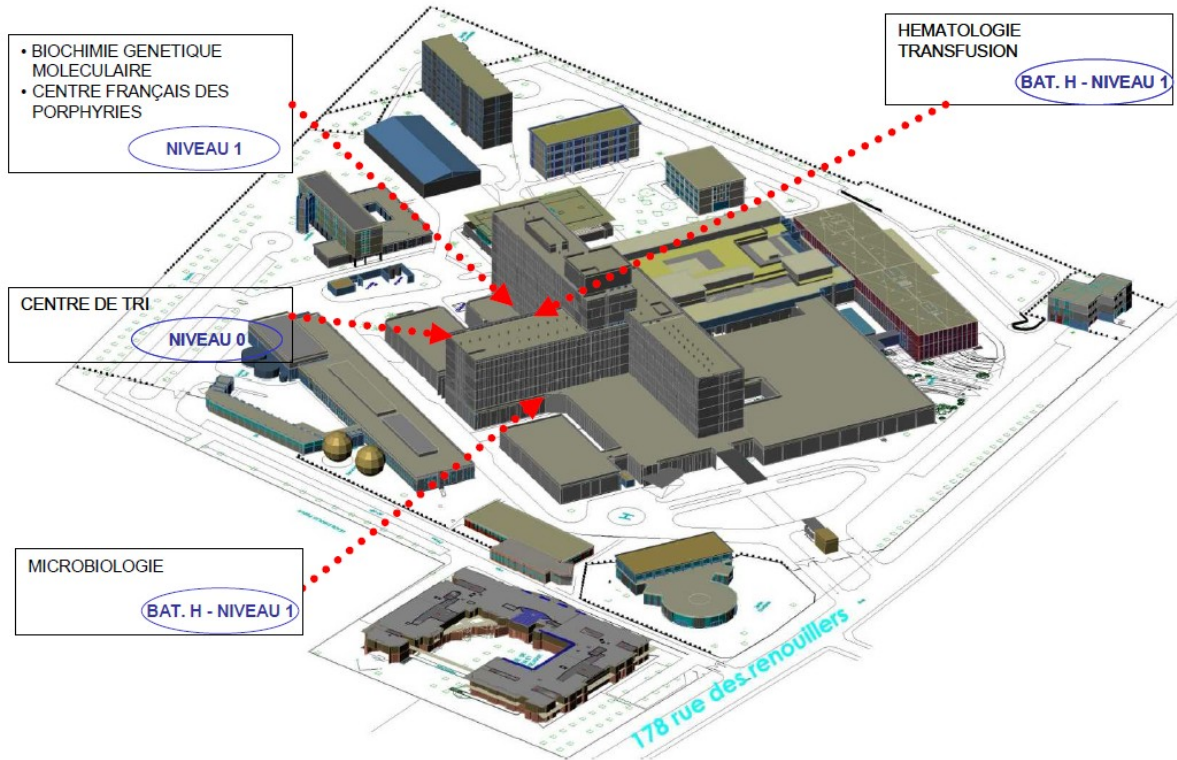 • BIOCHIMIE GENETIQUE
MOLECULAIRE
• CENTRE FRANÇAIS DES
PORPHYRIES
NIVEAU 1
HEMATOLOGIE
TRANSFUSION
BAT. H - NIVEAU 1
CENTRE DE TRI
NIVEAU 0
MICROBIOLOGIE
BAT. H - NIVEAU 1
H
178 rue des renouillers